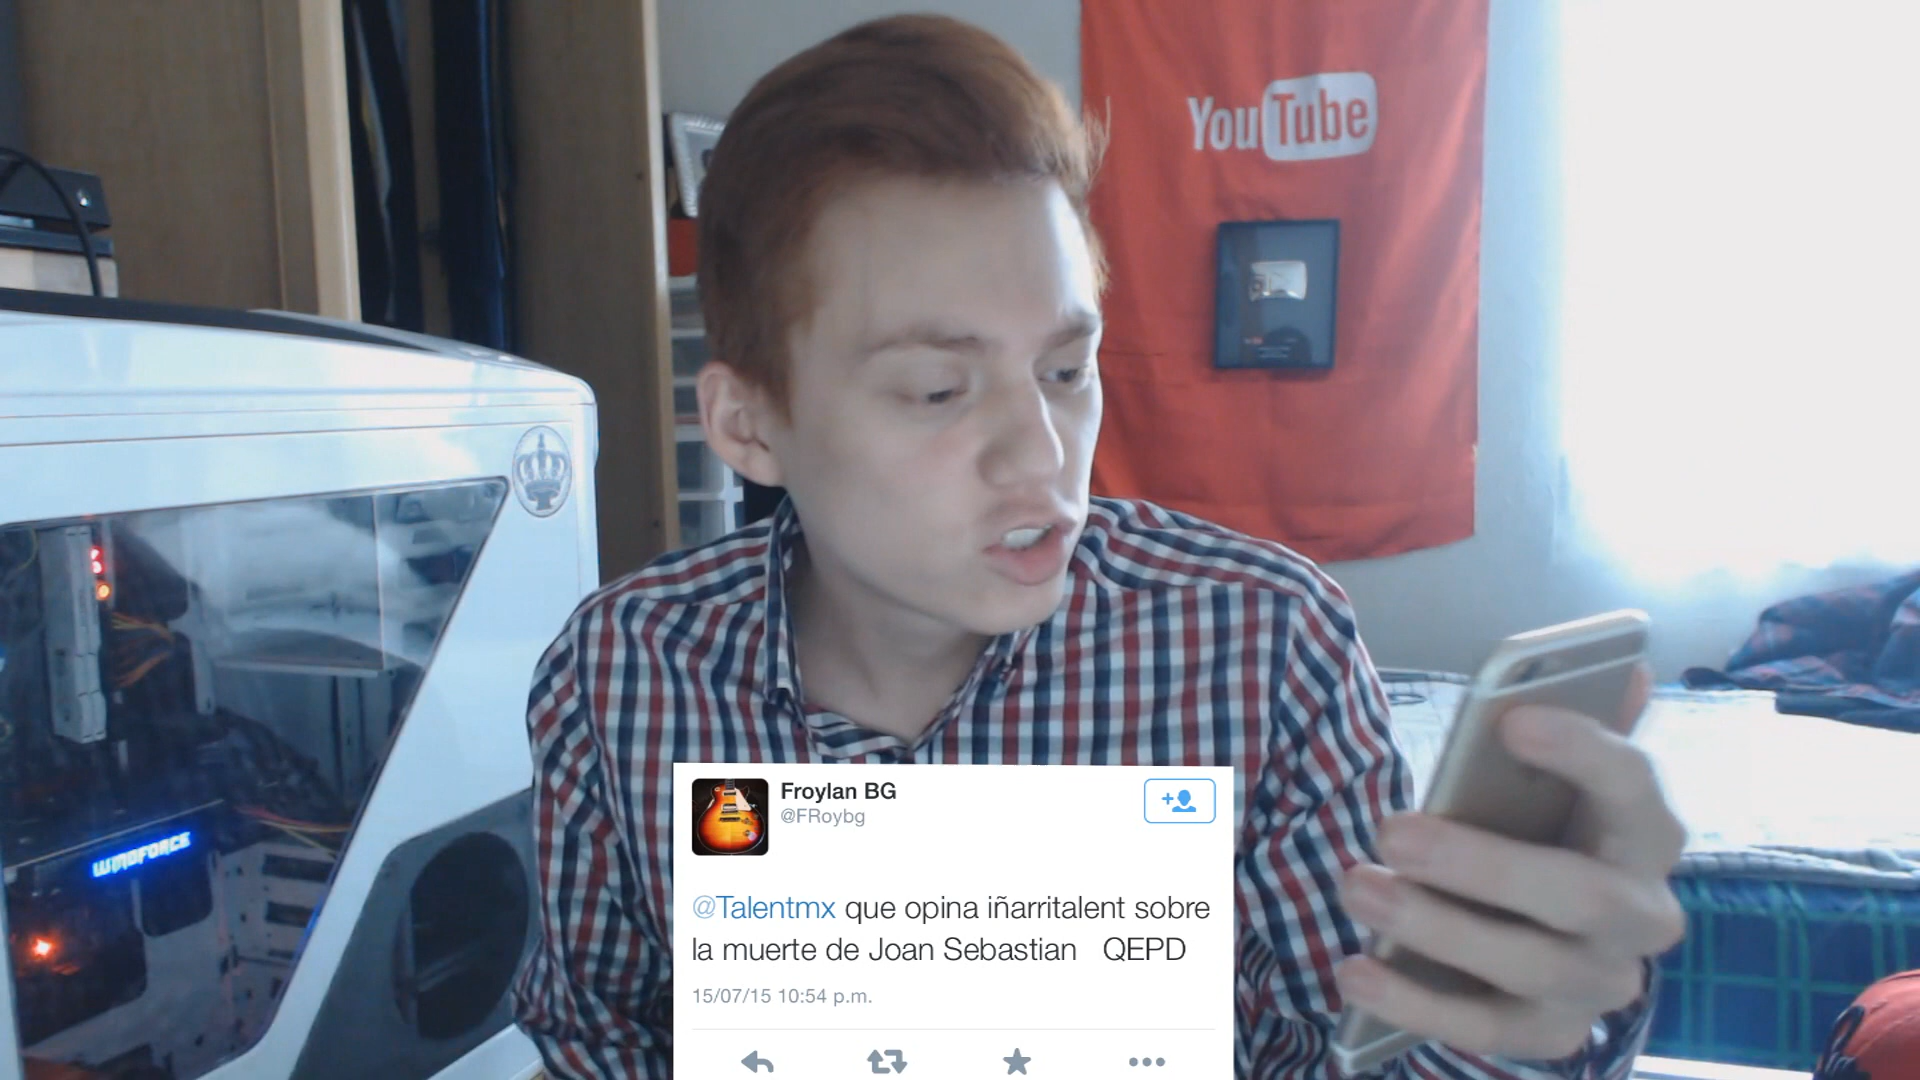 YouTube
WINDFORCE
Froylan BG
@FRoybg
@Talentmx que opina iñarritalent sobre
la muerte de Joan Sebastian QEPD
15/07/15 10:54 p.m.